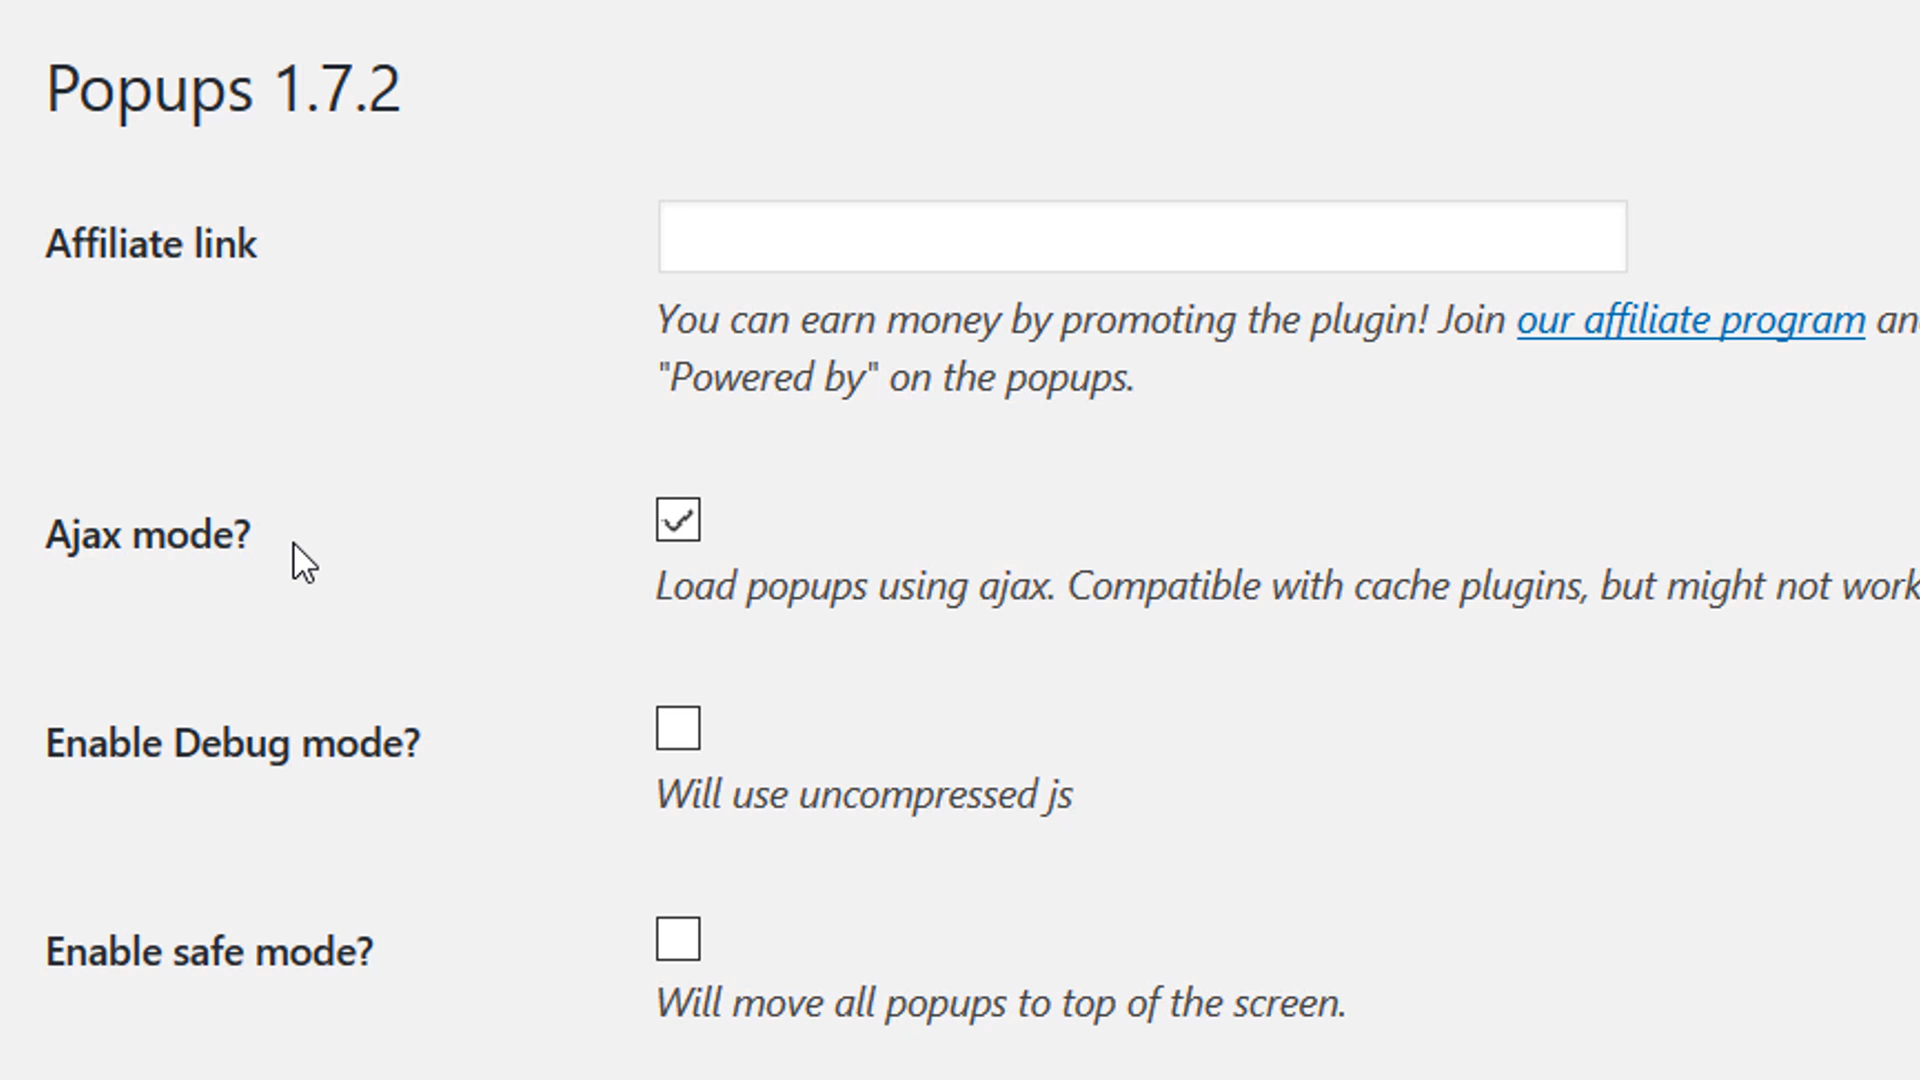 Popups 1.7.2
Affiliate link
You can earn money by promoting the plugin! Join our affiliate program
"Powered by" on the popups.
Ajax mode?
Load popups using ajax. Compatible with cache plugins, but might not work
Enable Debug mode?
Will use uncompressed js
Enable safe mode?
Will move all popups to top of the screen.